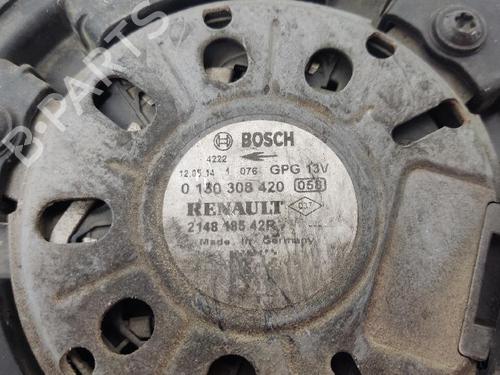 BOSCH
4222
12.05.14 1 076 GPG 13V
0 130 308 420 058
RENAULT
2148 185 42R
Made in Germany
B-PARTS